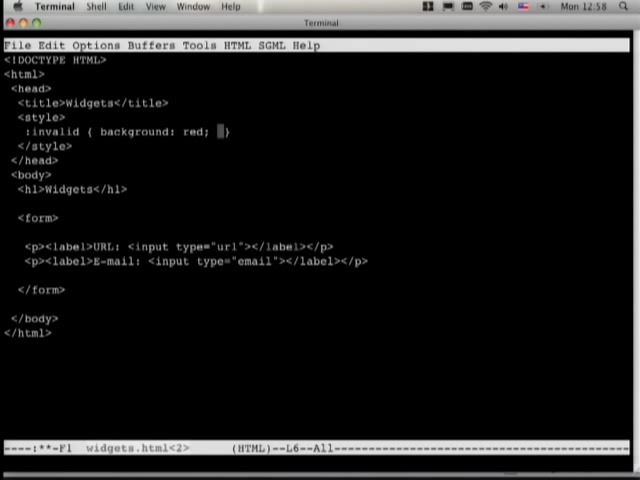 Terminal Shell Edit View Window Help Mon 12:58
Terminal
File Edit Options Buffers Tools HTML SGML Help
<!DOCTYPE HTML>
<html>
<head>
<title>Widgets</title>
<style>
:invalid { background: red; }
</style>
</head>
<body>
<h1>Widgets</h1>
<form>
<p><label>URL: <input type="url"></label></p>
<p><label>E-mail: <input type="email"></label></p>
</form>
</body>
</html>
----:**-F1 widgets.html<2> (HTML)--L6--All----------------------------------------